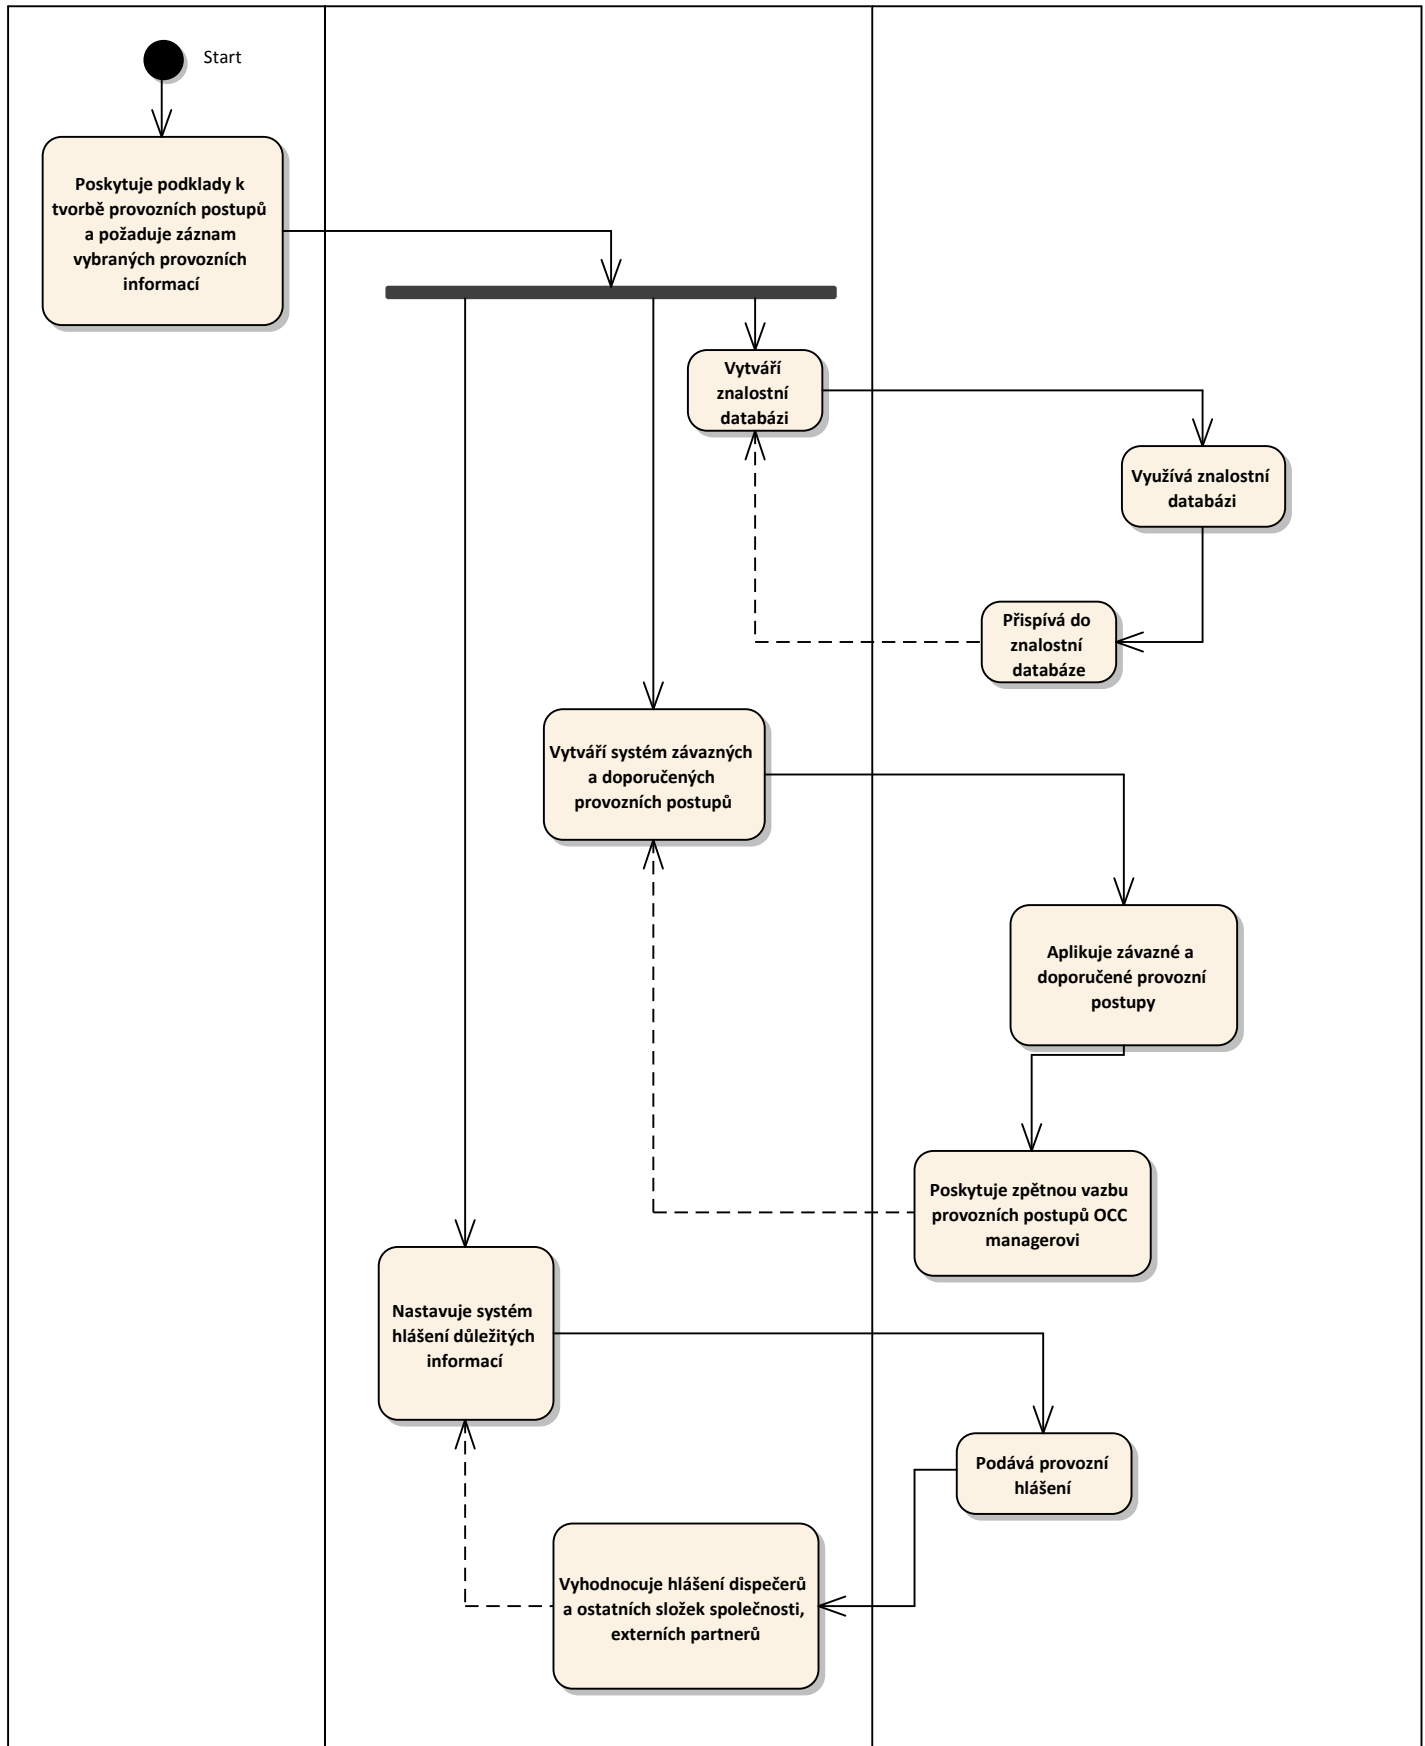 Start
Poskytuje podklady k
tvorbě provozních postupů
a požaduje záznam
vybraných provozních
informací
Vytváří
znalostní
databázi
Využívá znalostní
databázi
Přispívá do
znalostní
databáze
Vytváří systém závazných
a doporučených
provozních postupů
Aplikuje závazné a
doporučené provozní
postupy
Poskytuje zpětnou vazbu
provozních postupů OCC
managerovi
Nastavuje systém
hlášení důležitých
informací
Podává provozní
hlášení
Vyhodnocuje hlášení dispečerů
a ostatních složek společnosti,
externích partnerů